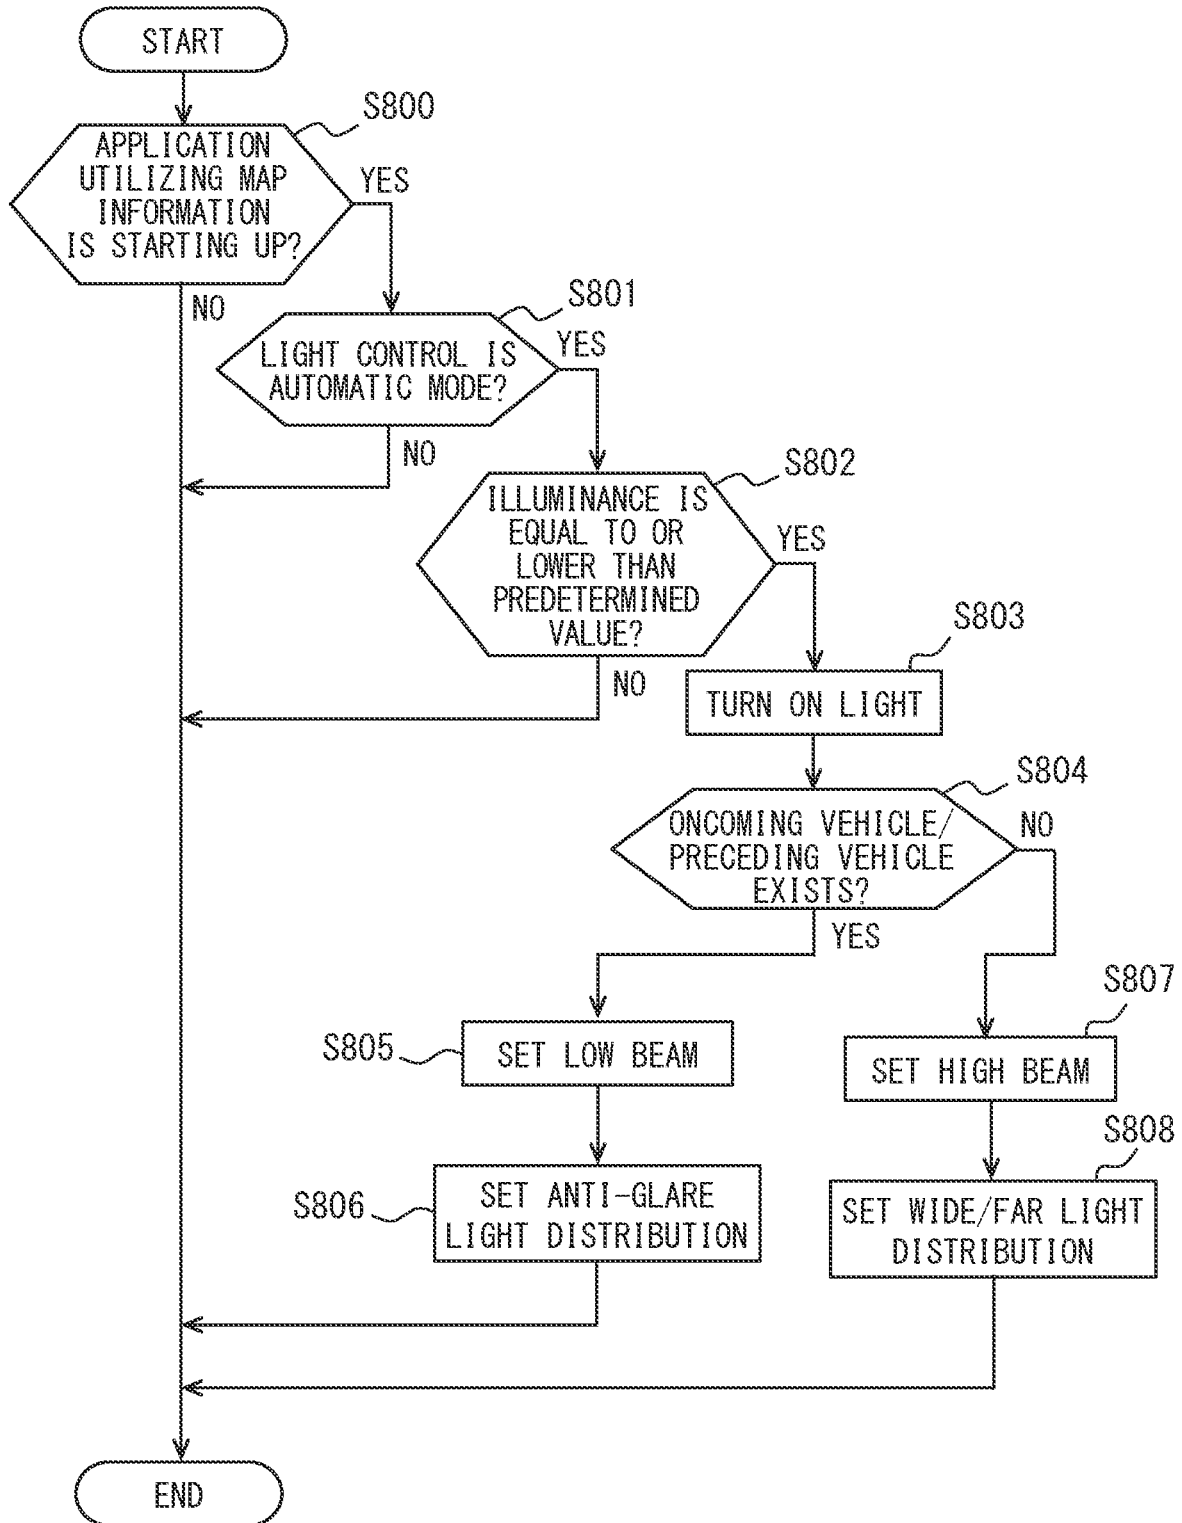 START
S800
APPLICATION
UTILIZING MAP
INFORMATION
IS STARTING UP?
YES
NO
S801
LIGHT CONTROL IS
AUTOMATIC MODE?
YES
NO
S802
ILLUMINANCE IS
EQUAL TO OR
LOWER THAN
PREDETERMINED
VALUE?
YES
NO
S803
TURN ON LIGHT
S804
ONCOMING VEHICLE/
PRECEDING VEHICLE
EXISTS?
NO
YES
S805
SET LOW BEAM
S807
SET HIGH BEAM
S806
SET ANTI-GLARE
LIGHT DISTRIBUTION
S808
SET WIDE/FAR LIGHT
DISTRIBUTION
END